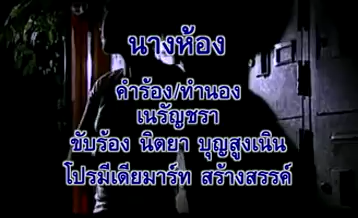 นางห้อง
คำร้อง/ทำนอง
เนรัญชรา
ขับร้อง นิตยา บุญสูงเนิน
โปรมีเดียมาร์ท สร้างสรรค์